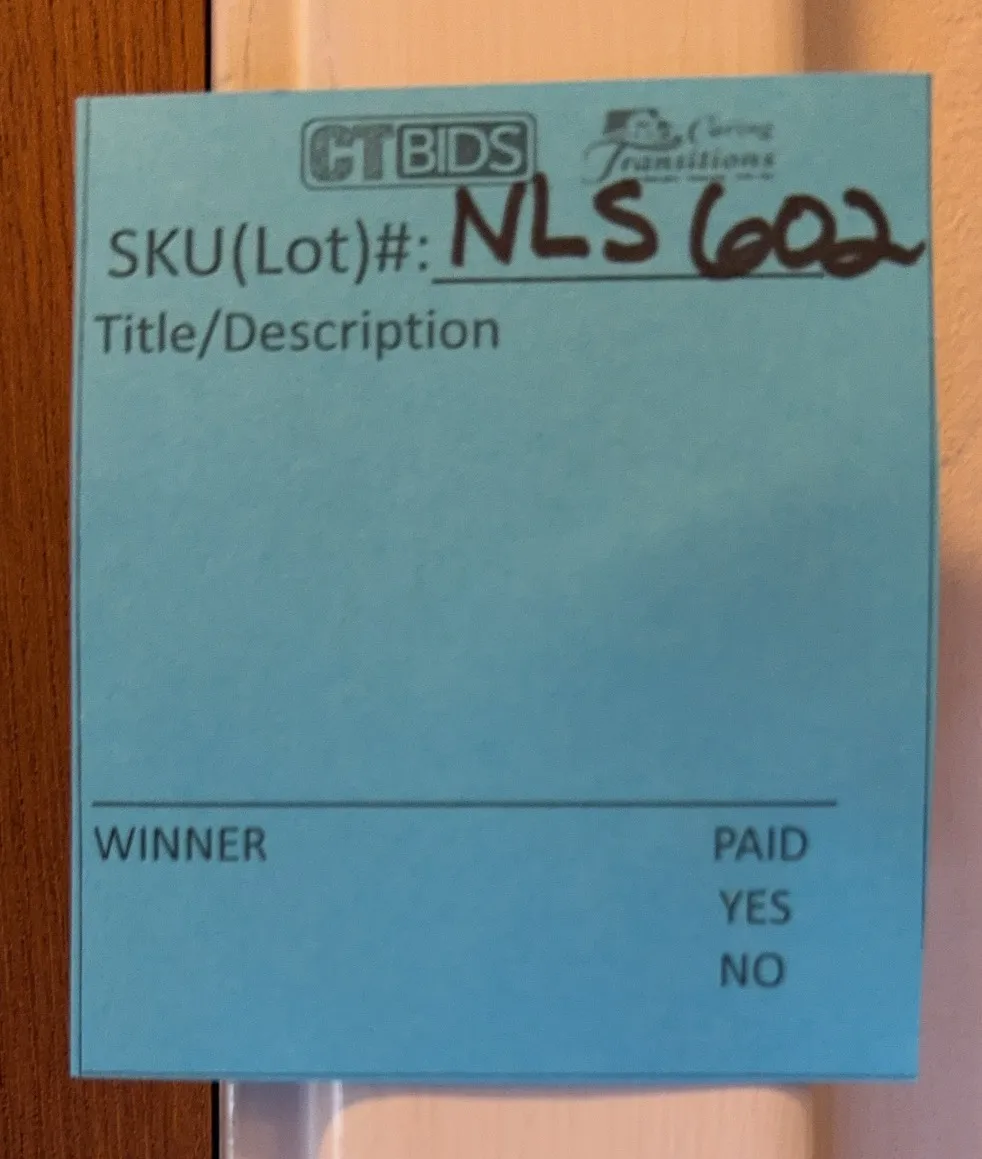 CTBIDS Caring
Transitions
SKU(Lot)#: NLS 602
Title/Description
WINNER PAID
YES
NO